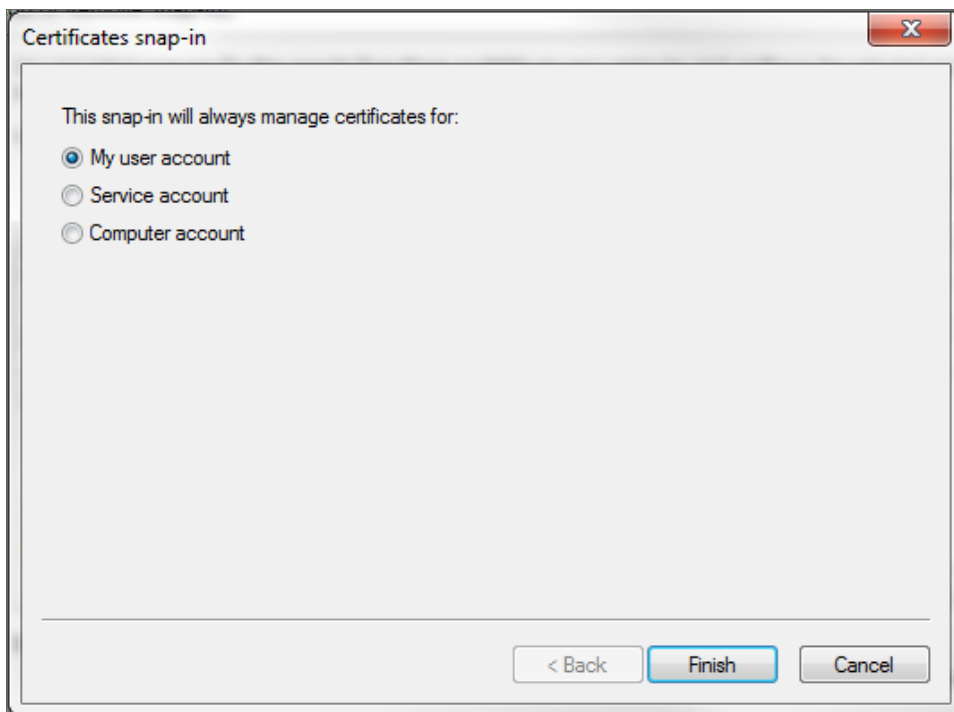 Certificates snap-in
This snap-in will always manage certificates for:
My user account
Service account
Computer account
< Back
Finish
Cancel